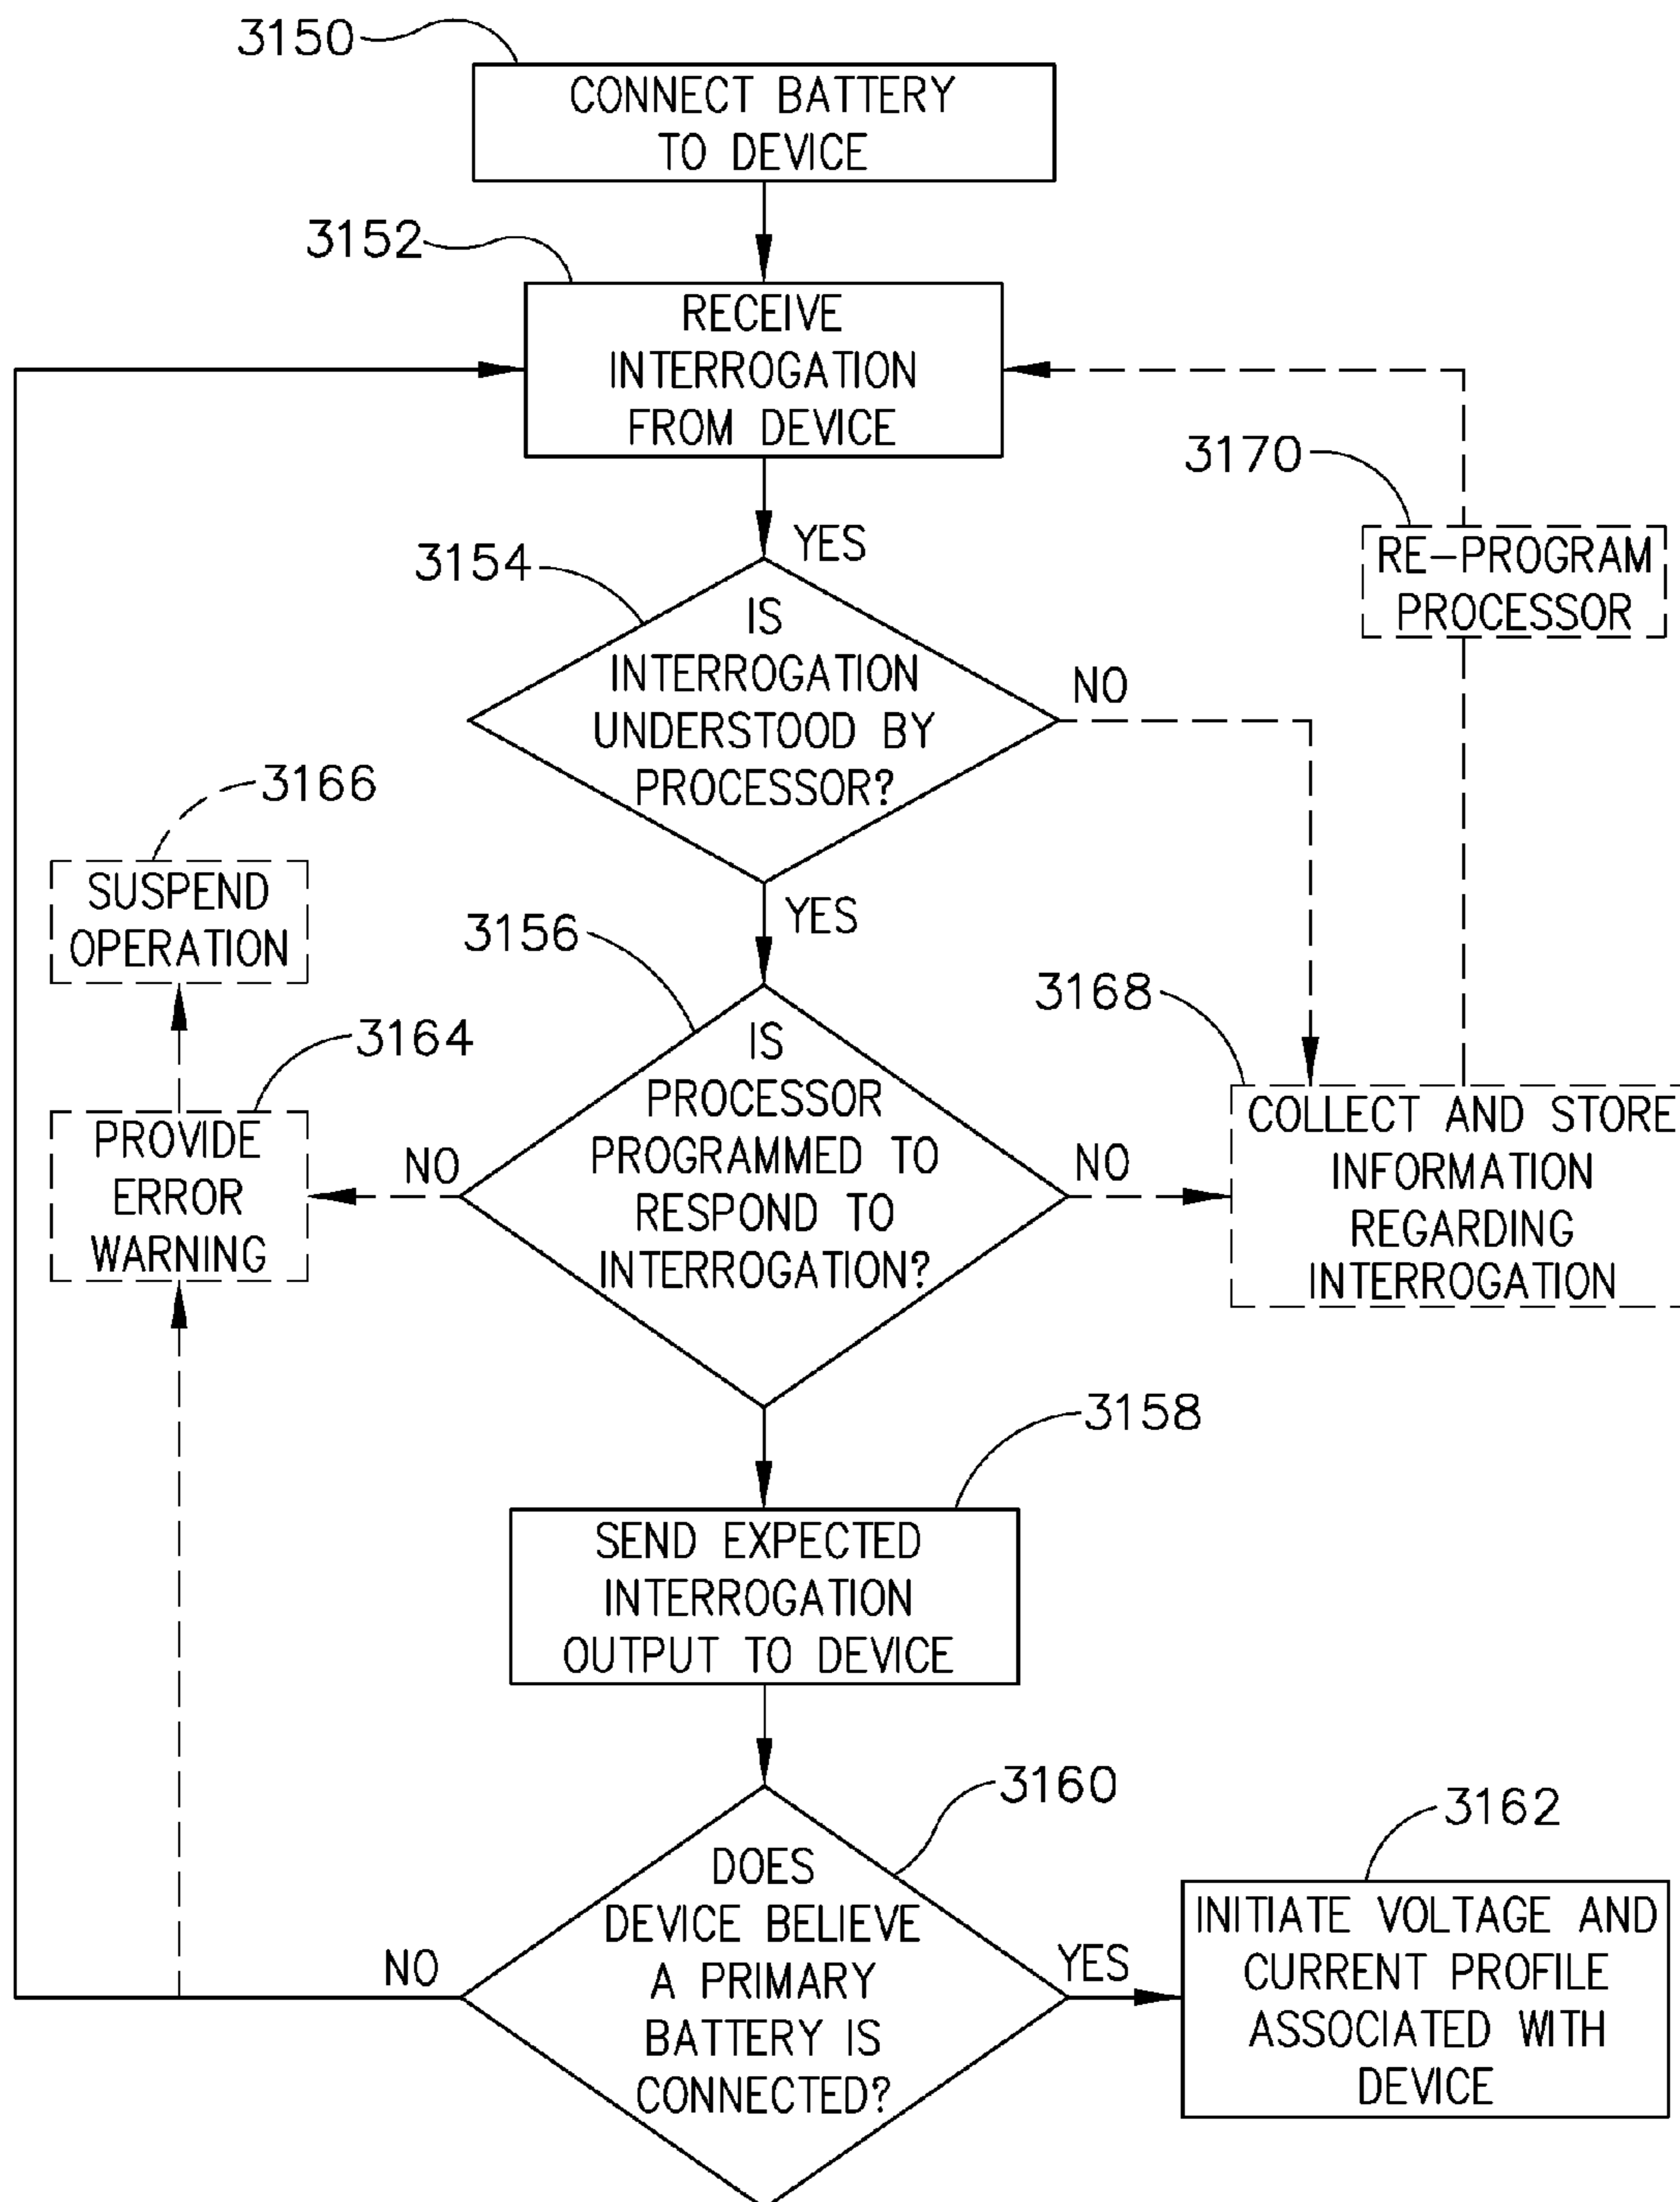 3150
CONNECT BATTERY
TO DEVICE
3152
RECEIVE
INTERROGATION
FROM DEVICE
3170
RE-PROGRAM
PROCESSOR
YES
3154
IS
INTERROGATION
UNDERSTOOD BY
PROCESSOR?
NO
3166
SUSPEND
OPERATION
YES
3156
IS
PROCESSOR
PROGRAMMED TO
RESPOND TO
INTERROGATION?
3164
PROVIDE
ERROR
WARNING
NO
NO
3168
COLLECT AND STORE
INFORMATION
REGARDING
INTERROGATION
3158
SEND EXPECTED
INTERROGATION
OUTPUT TO DEVICE
3160
DOES
DEVICE BELIEVE
A PRIMARY
BATTERY IS
CONNECTED?
NO
YES
3162
INITIATE VOLTAGE AND
CURRENT PROFILE
ASSOCIATED WITH
DEVICE